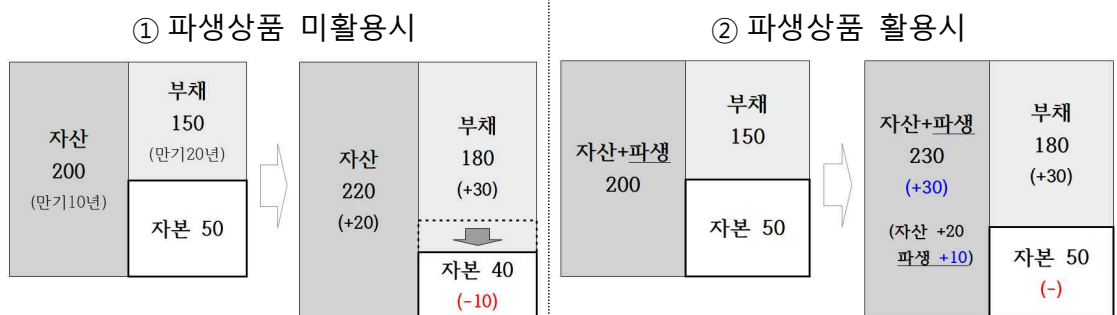 ① 파생상품 미활용시
자산
200
(만기10년)
부채
150
(만기20년)
자본 50
자산
220
(+20)
부채
180
(+30)
자본 40
(-10)
② 파생상품 활용시
자산+파생
200
부채
150
자본 50
자산+파생
230
(+30)
(자산 +20
파생 +10)
부채
180
(+30)
자본 50
(-)